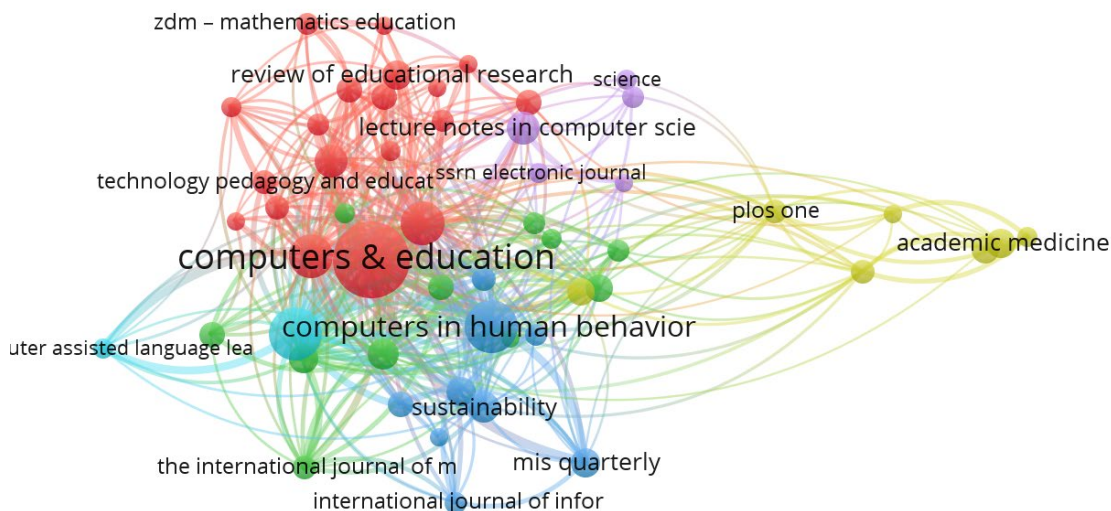 zdm – mathematics education
review of educational research
science
lecture notes in computer scie
ssrn electronic journal
technology pedagogy and educat
plos one
academic medicine
computers & education
computers in human behavior
uter assisted language lea
sustainability
the international journal of m
mis quarterly
international journal of infor